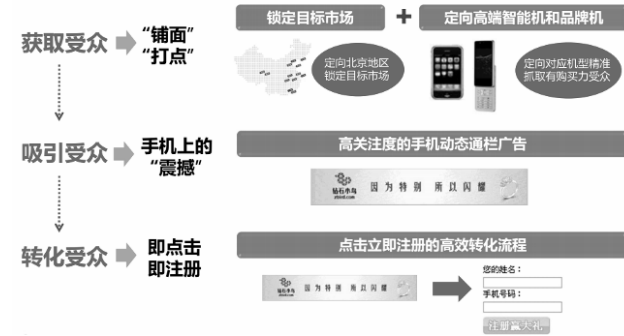 锁定目标市场 + 定向高端智能机和品牌机
获取受众
“铺面”
“打点”
定向北京地区
锁定目标市场
定向对应机型精准
抓取有购买力受众
吸引受众
手机上的
“震撼”
高关注度的手机动态通栏广告
钻石小鸟
因为特别 所以闪耀
转化受众
即点击
即注册
点击立即注册的高效转化流程
因为特别 所以闪耀
您的姓名：
手机号码：
注册赢大礼